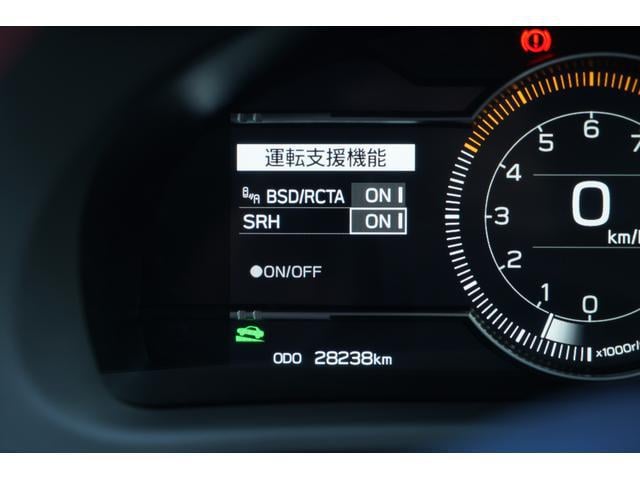 運転支援機能
BSD/RCTA ON
SRH ON
●ON/OFF
ODO 28238km
7
6
5
4
3
2
1
0
0
km/
x1000r/